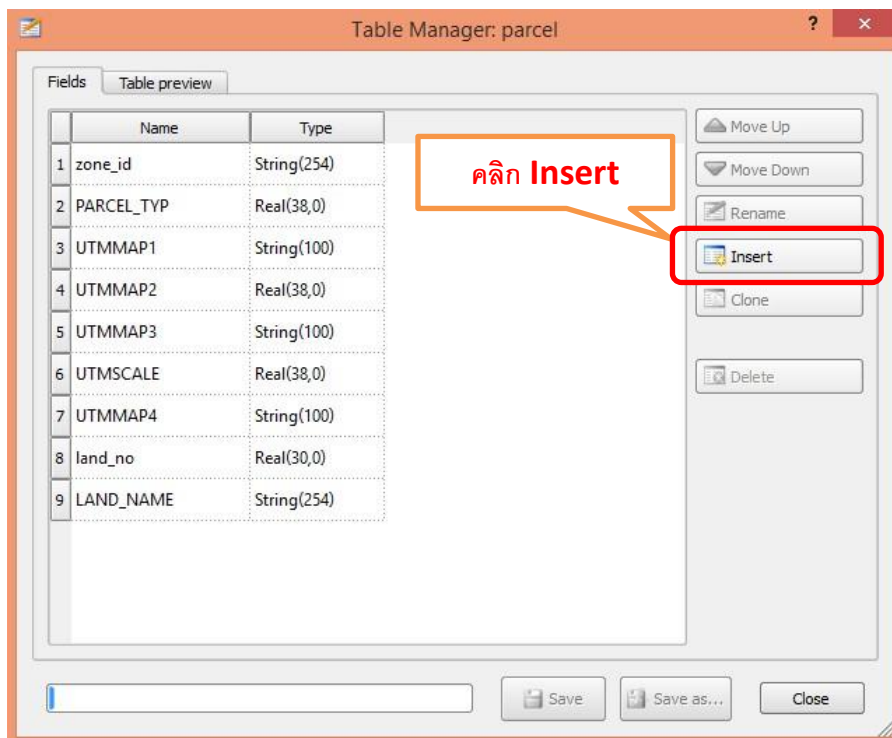 Table Manager: parcel
?
×
Fields
Table preview
Name Type
1 zone_id String(254)
2 PARCEL_TYP Real(38,0)
3 UTMMAP1 String(100)
4 UTMMAP2 Real(38,0)
5 UTMMAP3 String(100)
6 UTMSCALE Real(38,0)
7 UTMMAP4 String(100)
8 land_no Real(30,0)
9 LAND_NAME String(254)
คลิก Insert
Move Up
Move Down
Rename
Insert
Clone
Delete
Save
Save as...
Close